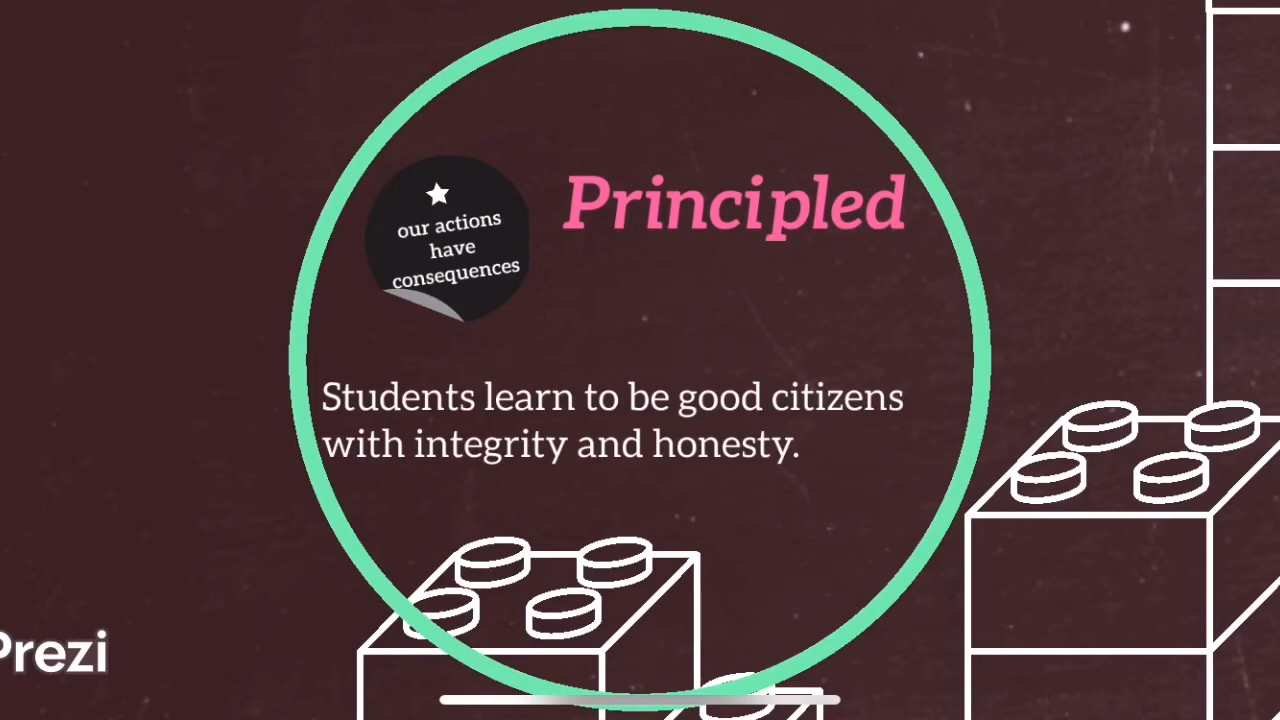 our actions
have
consequences
Principled
Students learn to be good citizens
with integrity and honesty.
Prezi